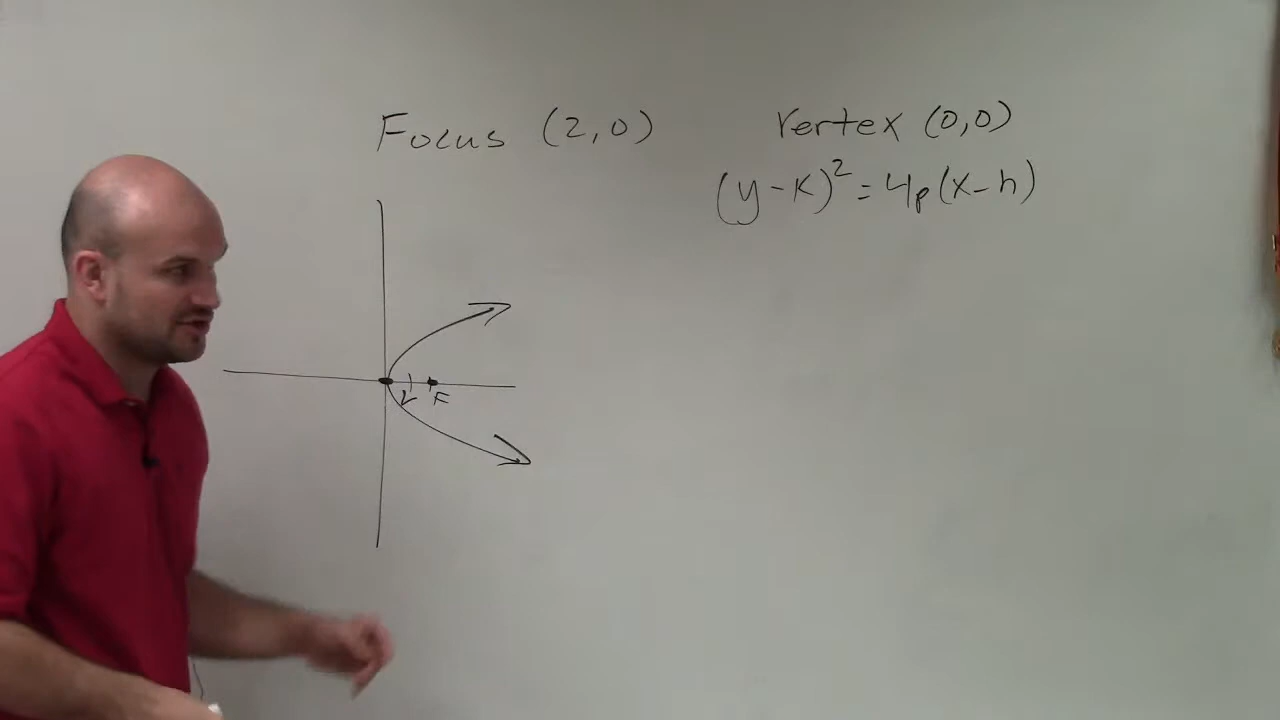 Focus (2,0)
Vertex (0,0)
(y-k)²=4p(x-h)
V F